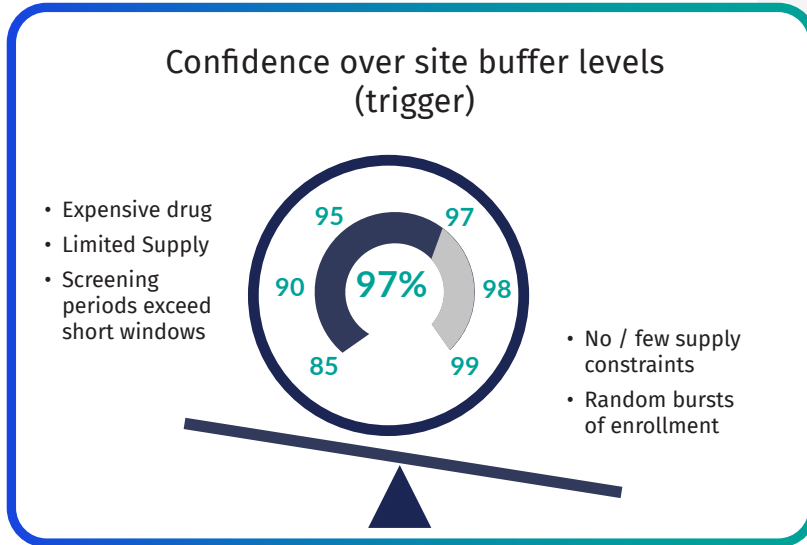 Confidence over site buffer levels
(trigger)
• Expensive drug
• Limited Supply
• Screening
periods exceed
short windows
95
97
90
97%
98
85
99
• No / few supply
constraints
• Random bursts
of enrollment